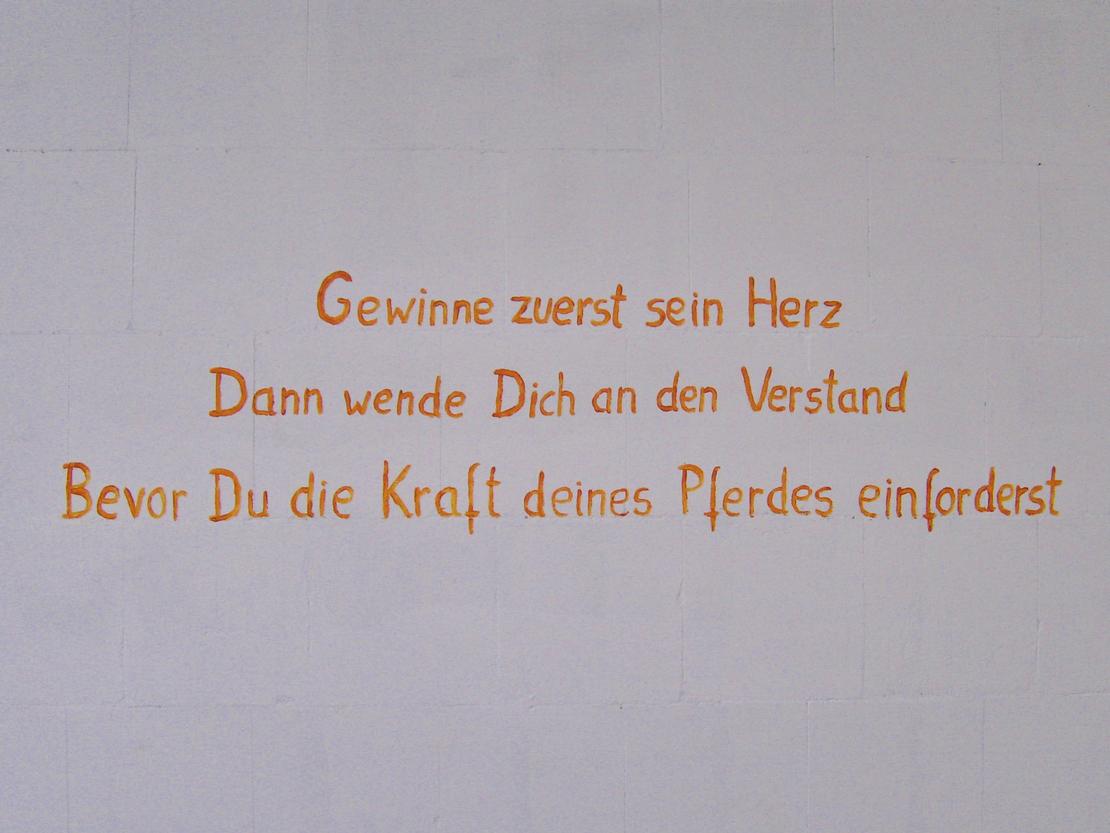 Gewinne zuerst sein Herz
Dann wende Dich an den Verstand
Bevor Du die Kraft deines Pferdes einforderst